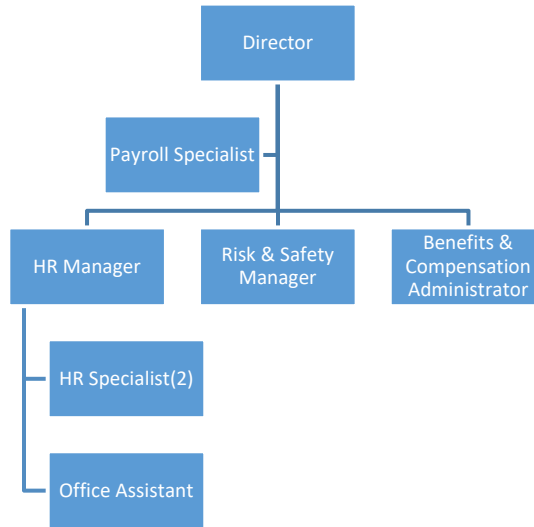 Director
Payroll Specialist
HR Manager
Risk & Safety
Manager
Benefits &
Compensation
Administrator
HR Specialist(2)
Office Assistant